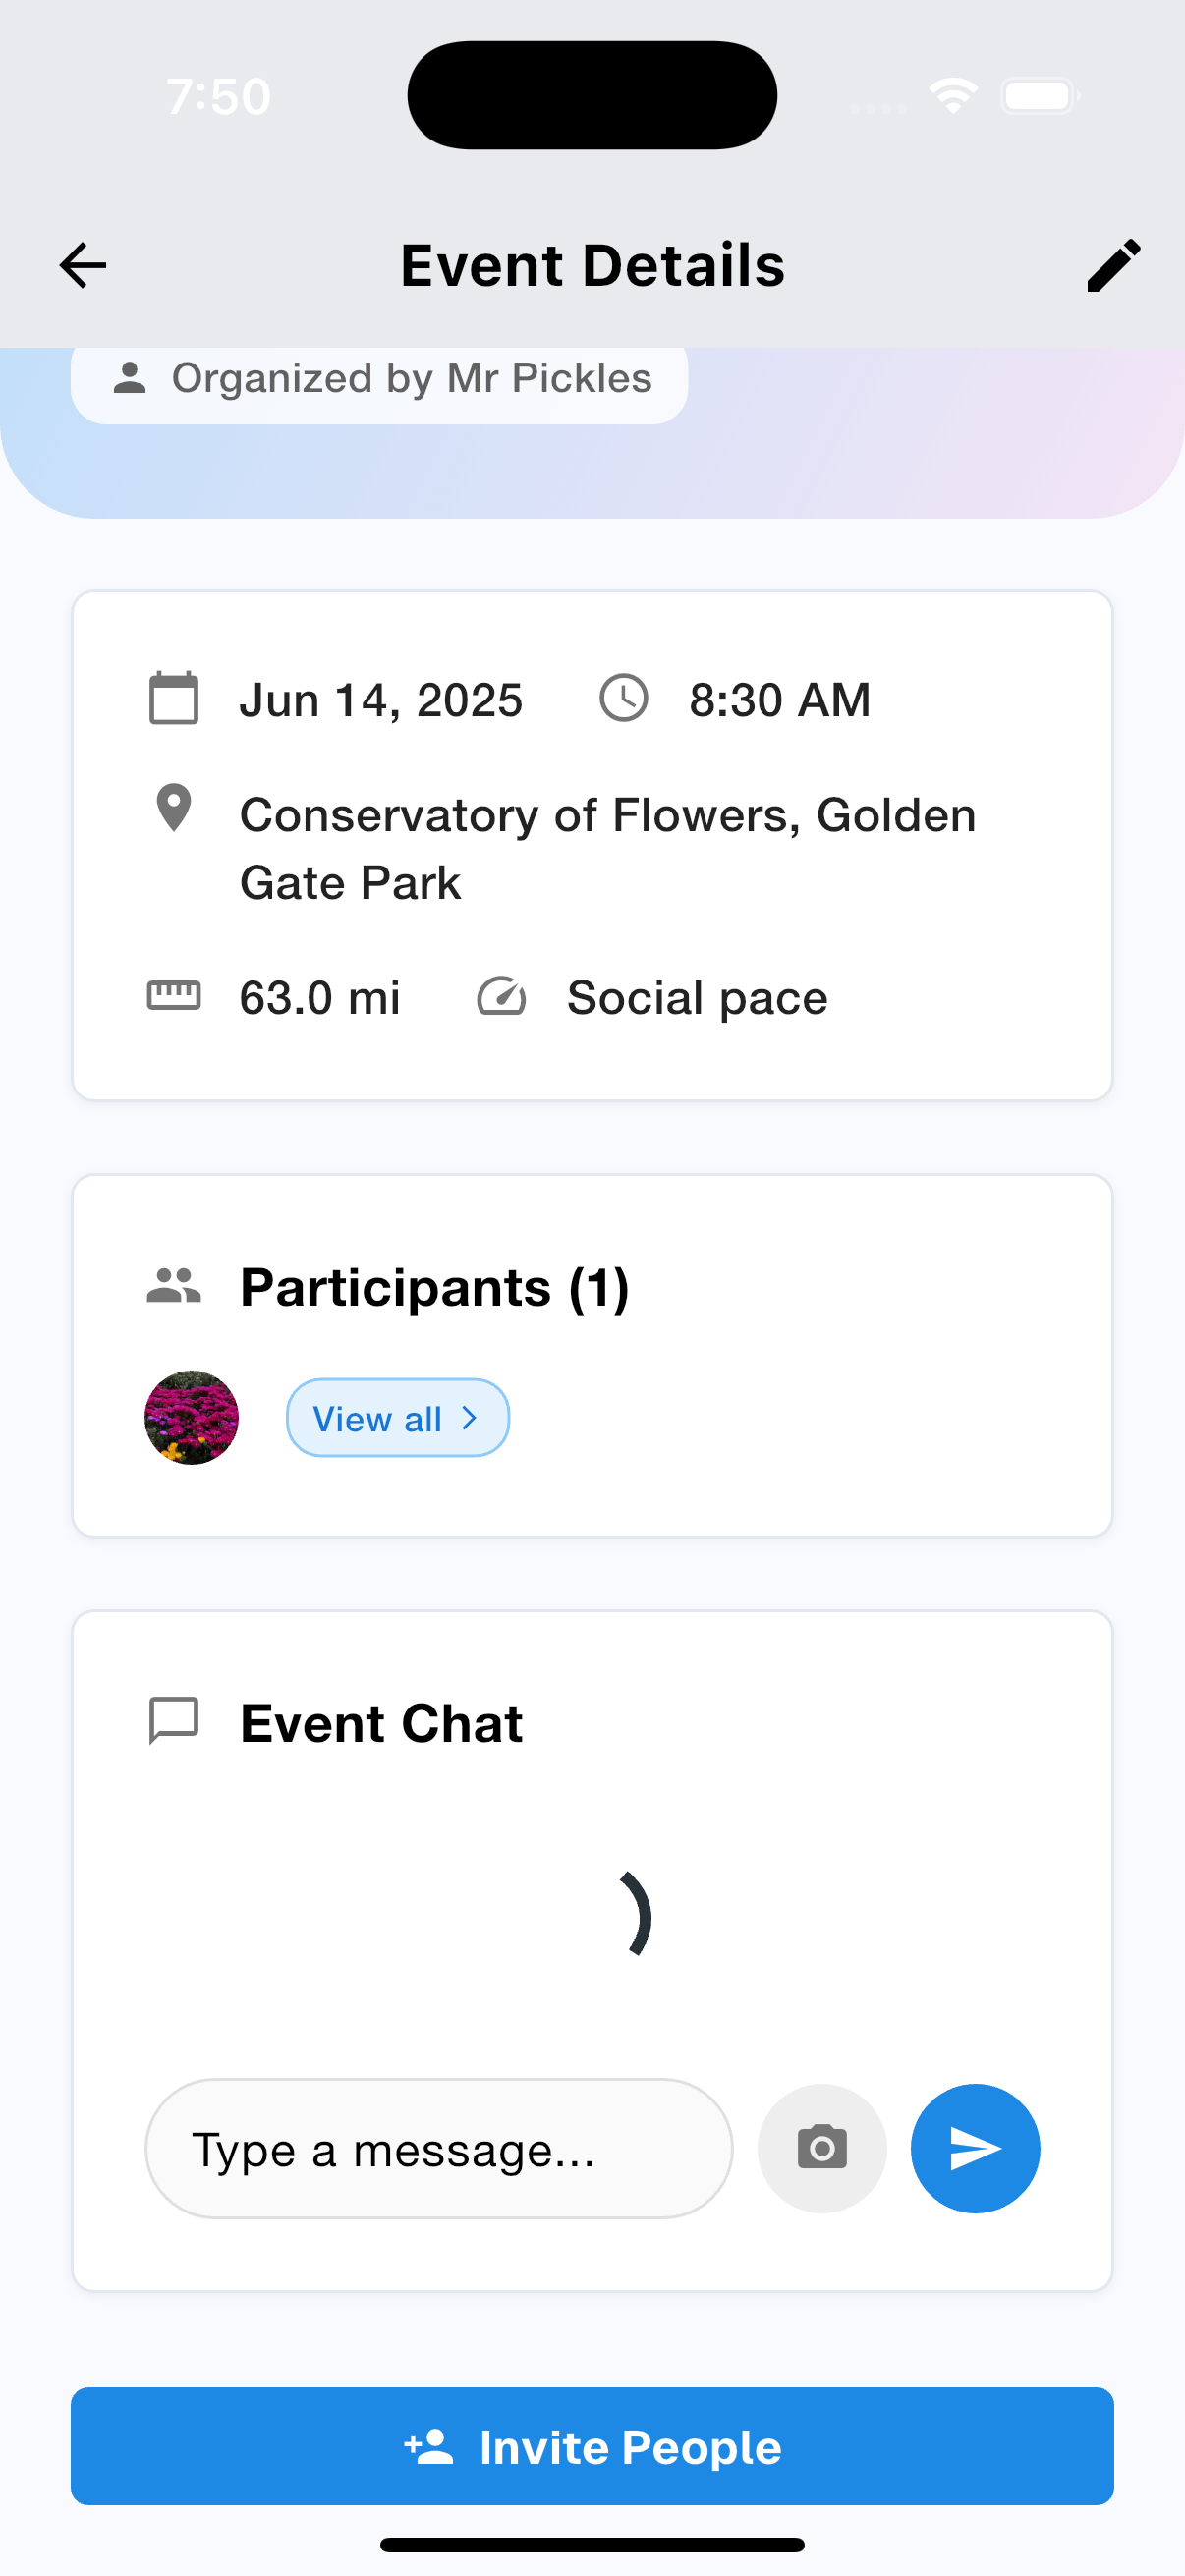 7:50
Event Details
Organized by Mr Pickles
Jun 14, 2025 8:30 AM
Conservatory of Flowers, Golden
Gate Park
63.0 mi Social pace
Participants (1)
View all
Event Chat
Type a message...
Invite People